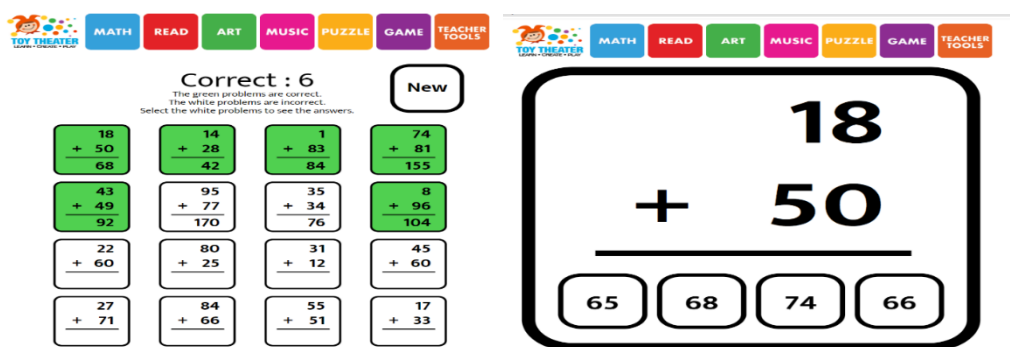 TOY THEATER
LEARN • CREATE • PLAY
MATH READ ART MUSIC PUZZLE GAME TEACHER TOOLS
Correct : 6
The green problems are correct.
The white problems are incorrect.
Select the white problems to see the answers.
New
18 14 1 74
+ 50 + 28 + 83 + 81
68 42 84 155
43 95 35 8
+ 49 + 77 + 34 + 96
92 170 76 104
22 80 31 45
+ 60 + 25 + 12 + 60
27 84 55 17
+ 71 + 66 + 51 + 33
TOY THEATER
LEARN • CREATE • PLAY
MATH READ ART MUSIC PUZZLE GAME TEACHER TOOLS
18
+ 50
65 68 74 66